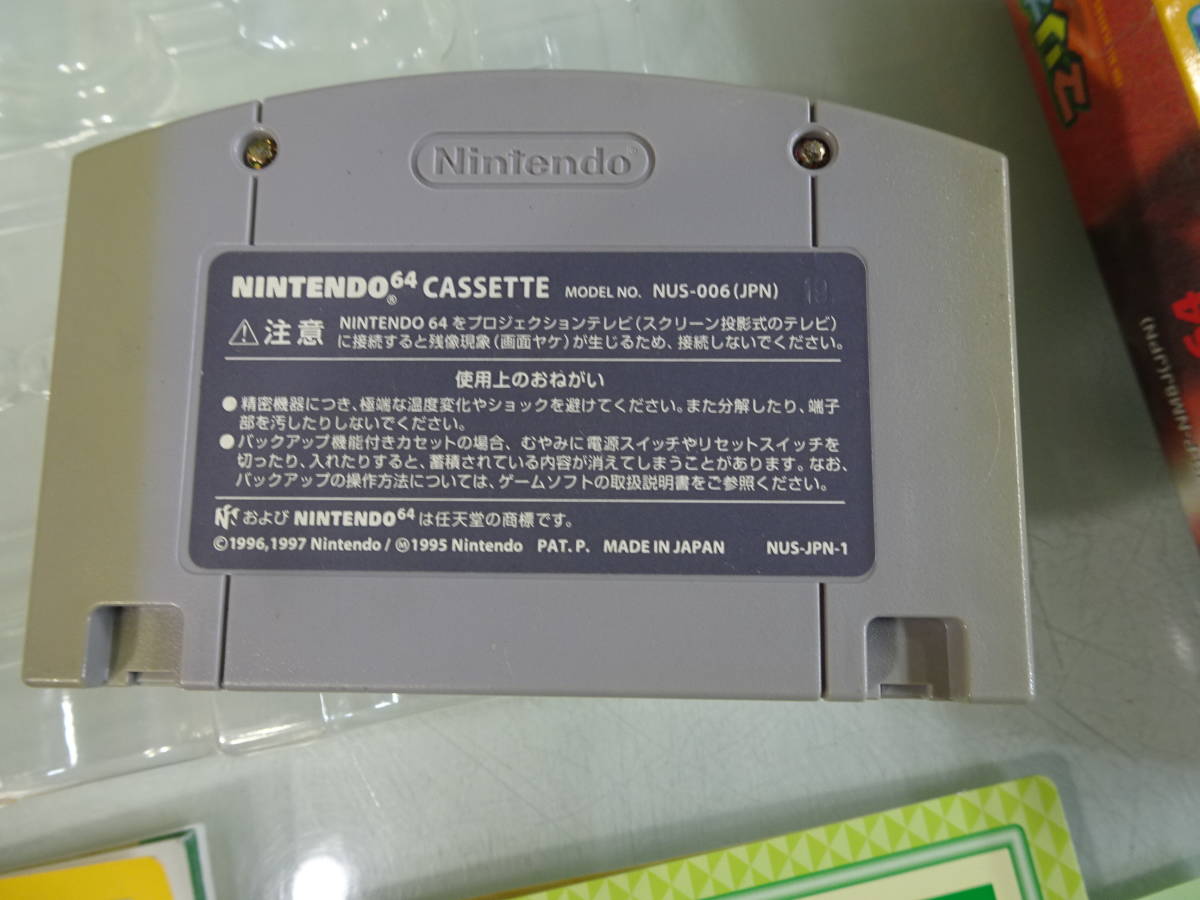 Nintendo®
NINTENDO64® CASSETTE MODEL NO. NUS-006(JPN) 19
⚠注意 NINTENDO 64 をプロジェクションテレビ(スクリーン投影式のテレビ)
に接続すると残像現象(画面ヤケ)が生じるため、接続しないでください。
使用上のおねがい
●精密機器につき、極端な温度変化やショックを避けてください。また分解したり、端子
部を汚したりしないでください。
●バックアップ機能付きカセットの場合、むやみに電源スイッチやリセットスイッチを
切ったり、入れたりすると、蓄積されている内容が消えてしまうことがあります。なお、
バックアップの操作方法については、ゲームソフトの取扱説明書をご参照ください。
および NINTENDO64 は任天堂の商標です。
©1996,1997 Nintendo / Ⓜ1995 Nintendo PAT. P. MADE IN JAPAN NUS-JPN-1